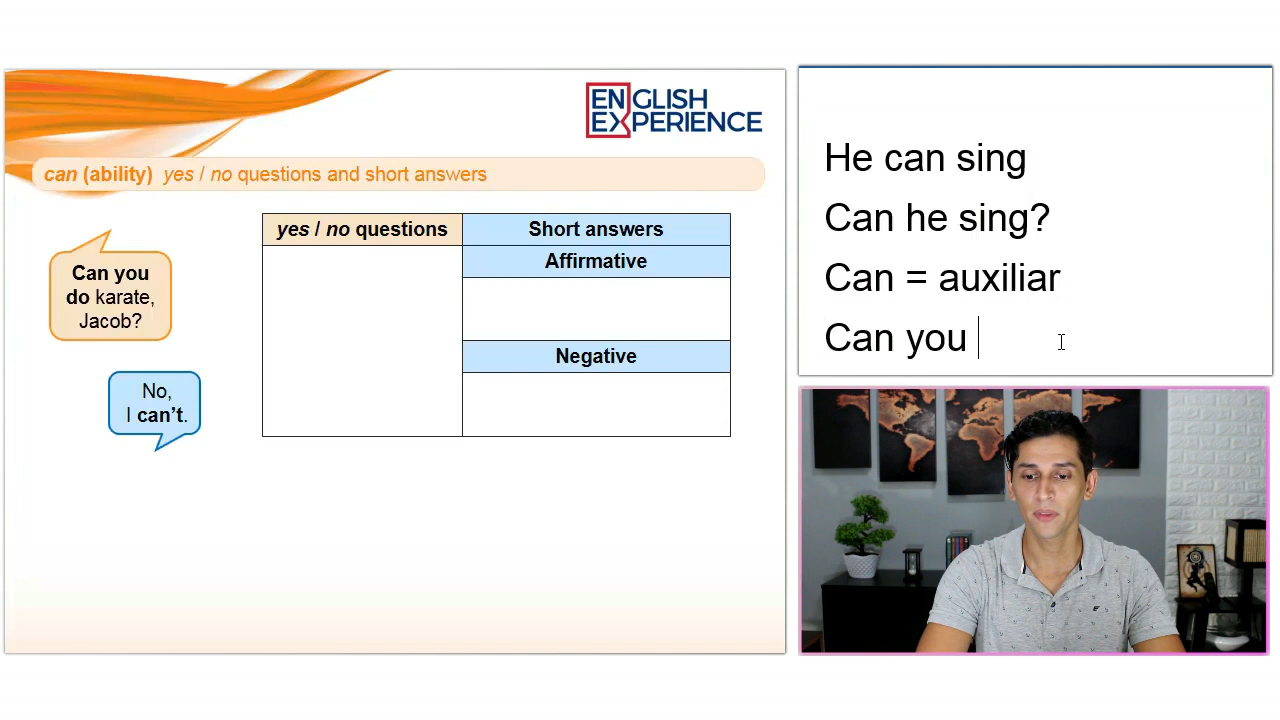 ENGLISH
EXPERIENCE
can (ability) yes / no questions and short answers
Can you
do karate,
Jacob?
No,
I can't.
yes / no questions
Short answers
Affirmative
Negative
He can sing
Can he sing?
Can = auxiliar
Can you